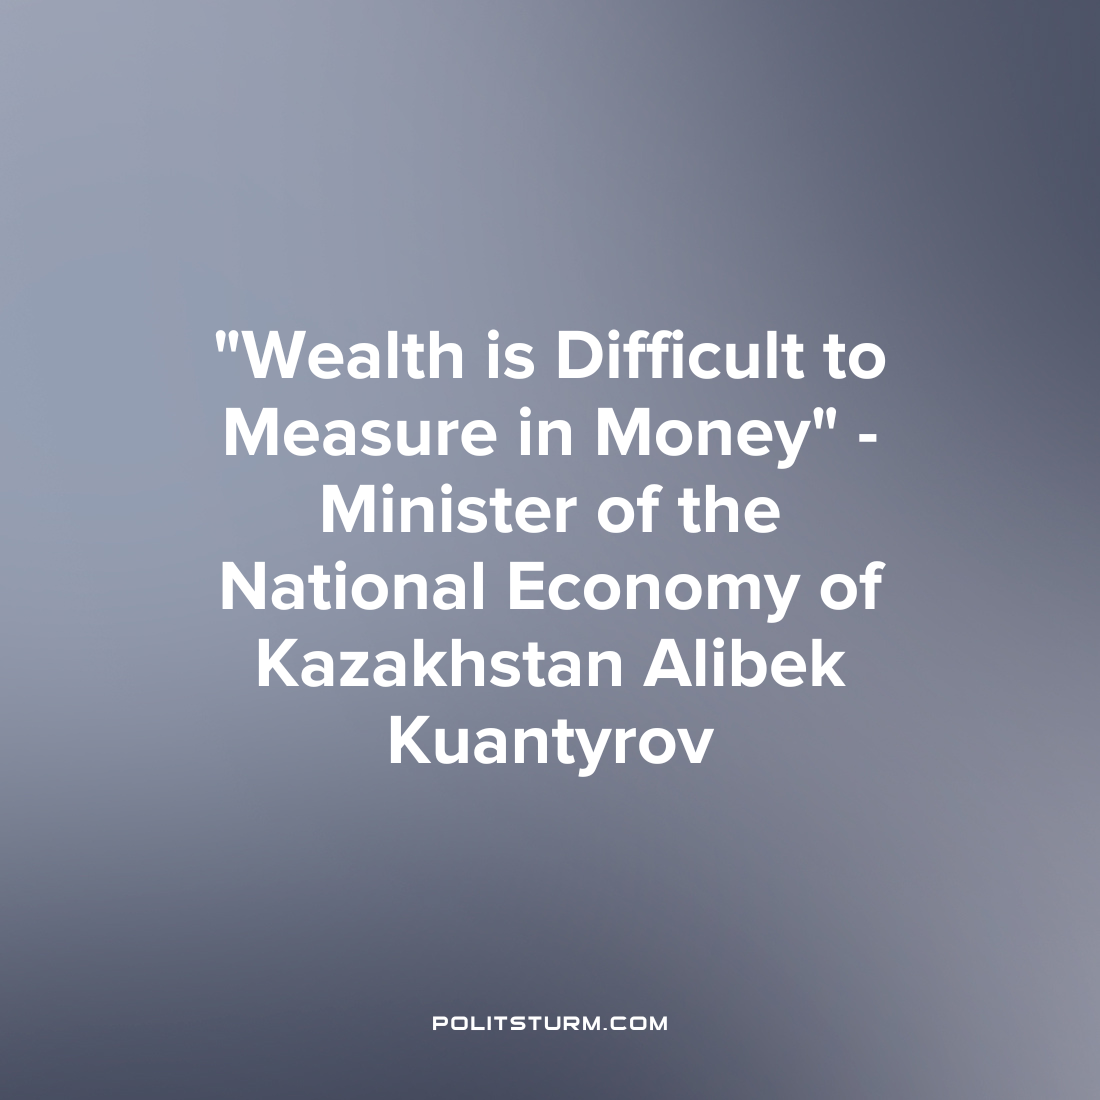 "Wealth is Difficult to
Measure in Money" -
Minister of the
National Economy of
Kazakhstan Alibek
Kuantyrov
POLITSTURM.COM